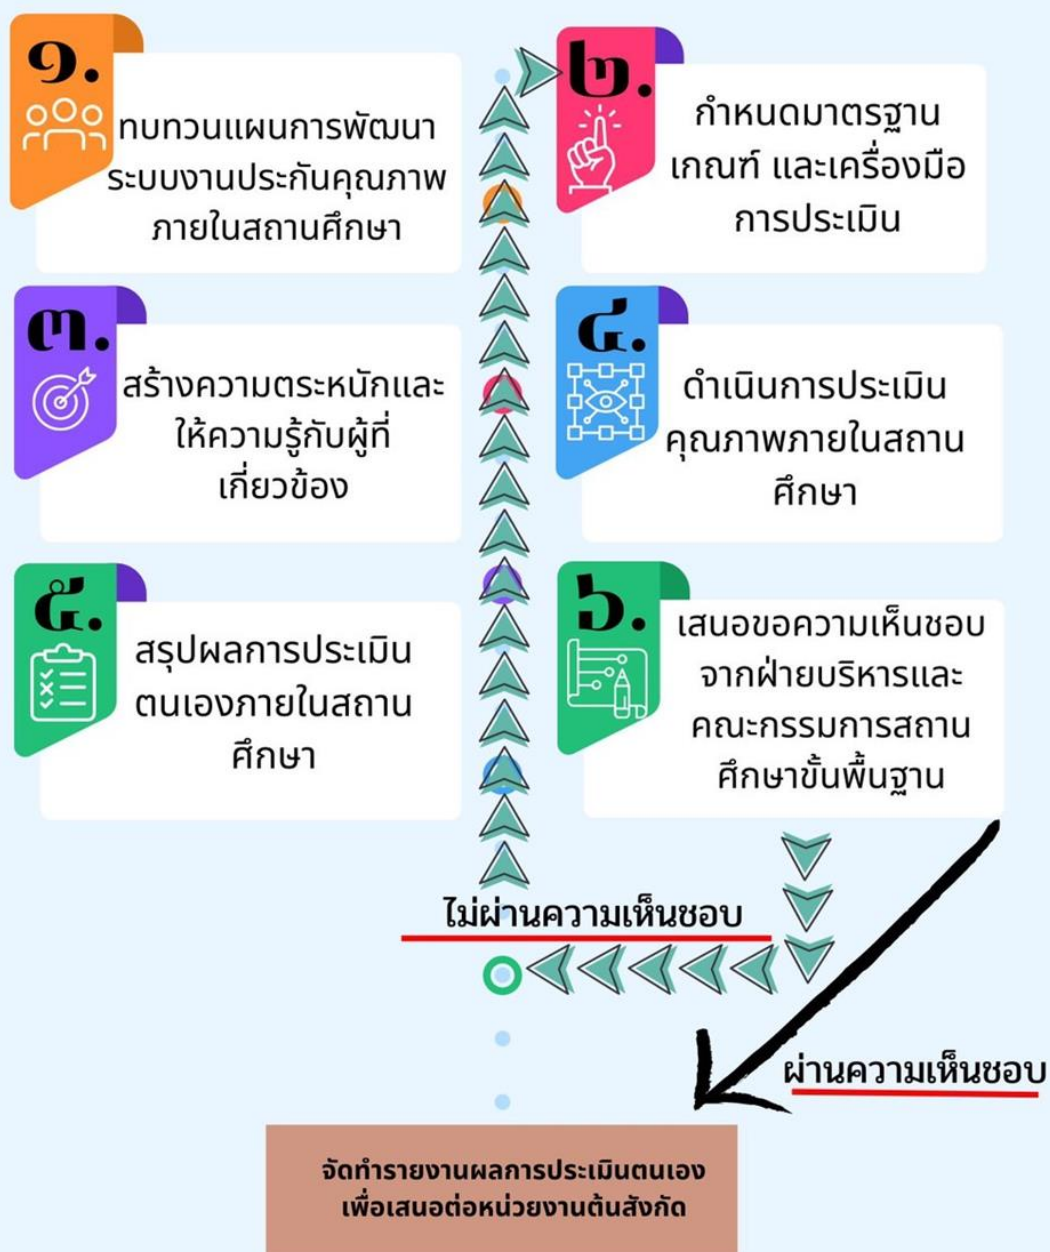 ๑.
ทบทวนแผนการพัฒนา
ระบบงานประกันคุณภาพ
ภายในสถานศึกษา
๒.
กำหนดมาตรฐาน
เกณฑ์ และเครื่องมือ
การประเมิน
๓.
สร้างความตระหนักและ
ให้ความรู้กับผู้ที่
เกี่ยวข้อง
๔.
ดำเนินการประเมิน
คุณภาพภายในสถาน
ศึกษา
๕.
สรุปผลการประเมิน
ตนเองภายในสถาน
ศึกษา
๖.
เสนอขอความเห็นชอบ
จากฝ่ายบริหารและ
คณะกรรมการสถาน
ศึกษาขั้นพื้นฐาน
ไม่ผ่านความเห็นชอบ
ผ่านความเห็นชอบ
จัดทำรายงานผลการประเมินตนเอง
เพื่อเสนอต่อหน่วยงานต้นสังกัด